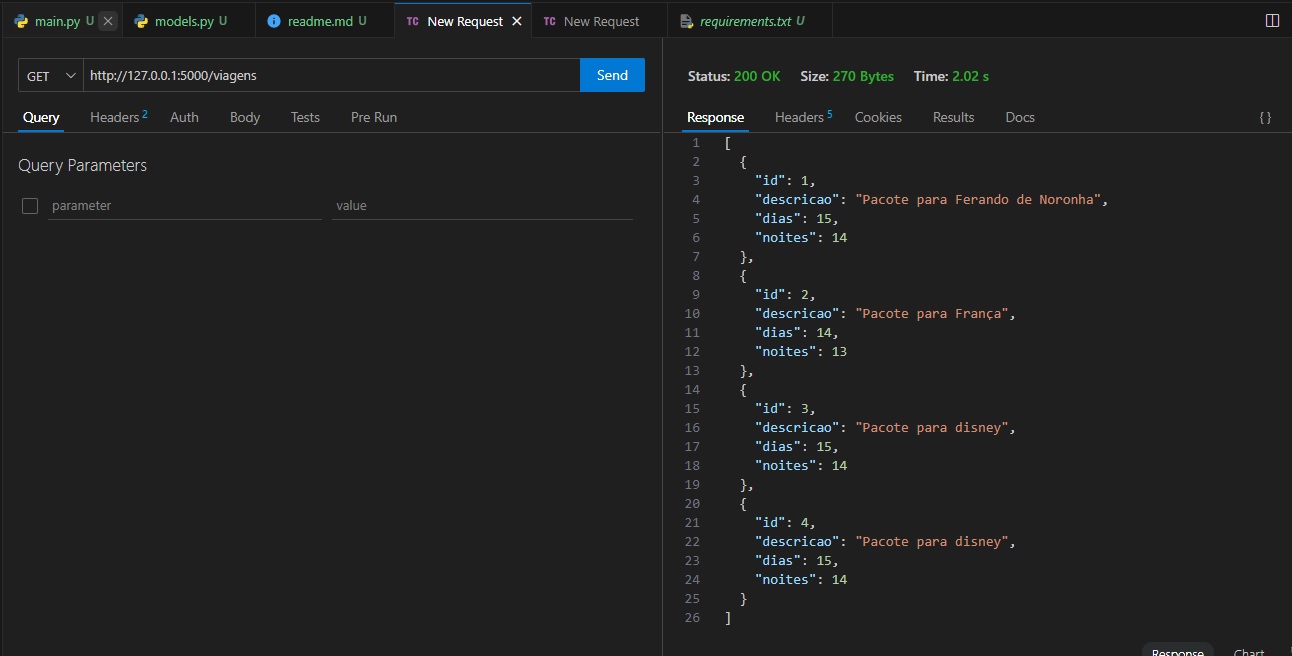 main.py U
models.py U
readme.md U
TC New Request
TC New Request
requirements.txt U
GET http://127.0.0.1:5000/viagens Send
Query Headers 2 Auth Body Tests Pre Run
Query Parameters
parameter value
Status: 200 OK Size: 270 Bytes Time: 2.02 s
Response Headers 5 Cookies Results Docs { }
1 [
2 {
3 "id": 1,
4 "descricao": "Pacote para Ferando de Noronha",
5 "dias": 15,
6 "noites": 14
7 },
8 {
9 "id": 2,
10 "descricao": "Pacote para França",
11 "dias": 14,
12 "noites": 13
13 },
14 {
15 "id": 3,
16 "descricao": "Pacote para disney",
17 "dias": 15,
18 "noites": 14
19 },
20 {
21 "id": 4,
22 "descricao": "Pacote para disney",
23 "dias": 15,
24 "noites": 14
25 }
26 ]
Response Chart